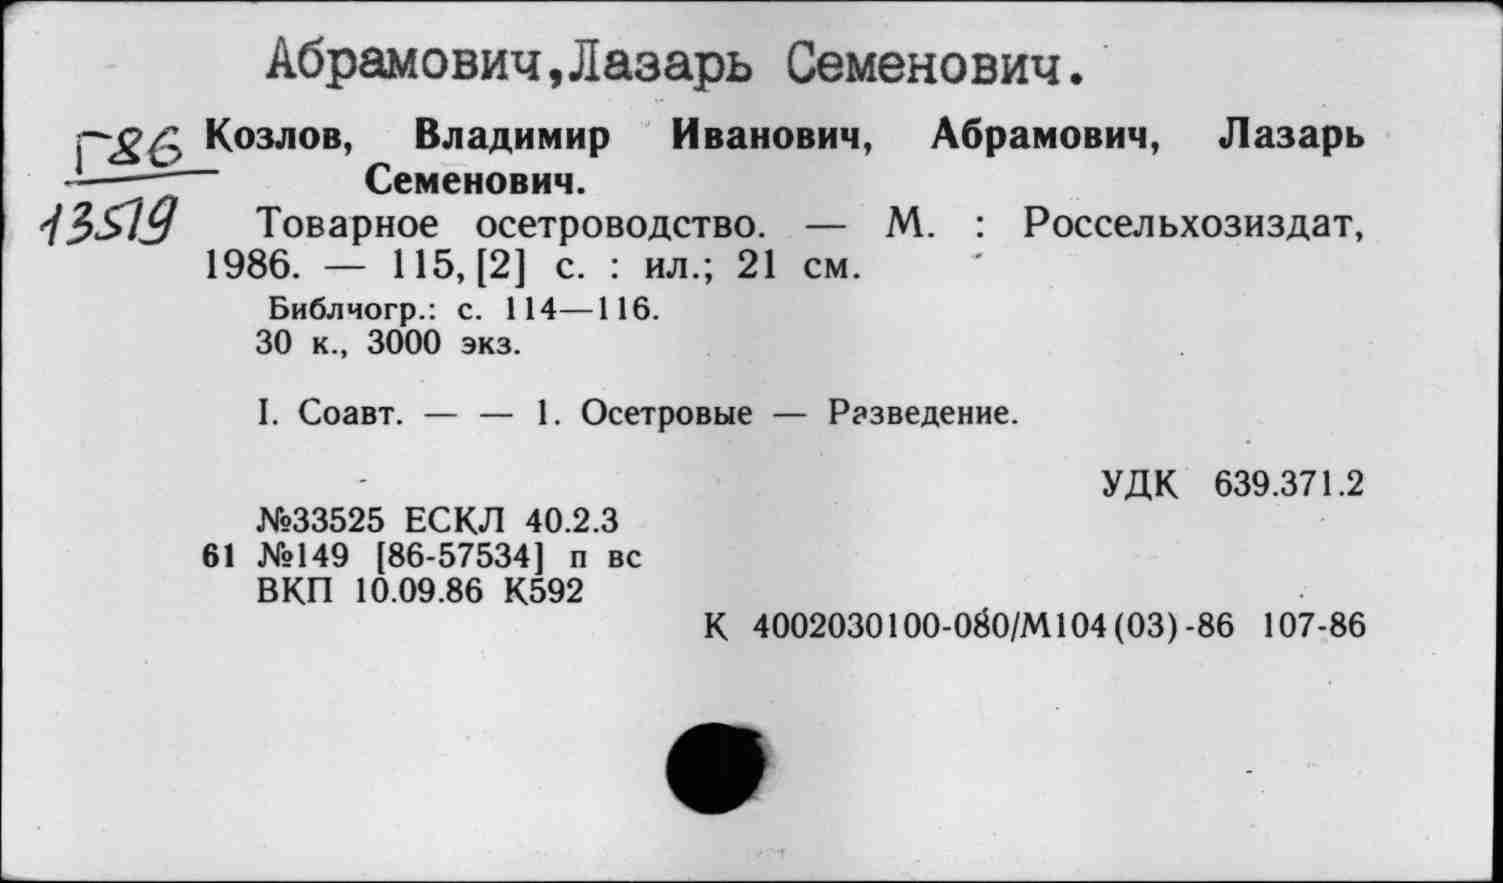 Абрамович,Лазарь Семенович.
Г86
13519
Козлов, Владимир Иванович, Абрамович, Лазарь
Семенович.
Товарное осетроводство. — М. : Россельхозиздат,
1986. — 115, [2] с. : ил.; 21 см.
Библчогр.: с. 114—116.
30 к., 3000 экз.
I. Соавт. — — 1. Осетровые — Разведение.
УДК 639.371.2
№33525 ЕСКЛ 40.2.3
61 №149 [86-57534] п вс
ВКП 10.09.86 К592
К 4002030100-080/М104(03)-86 107-86